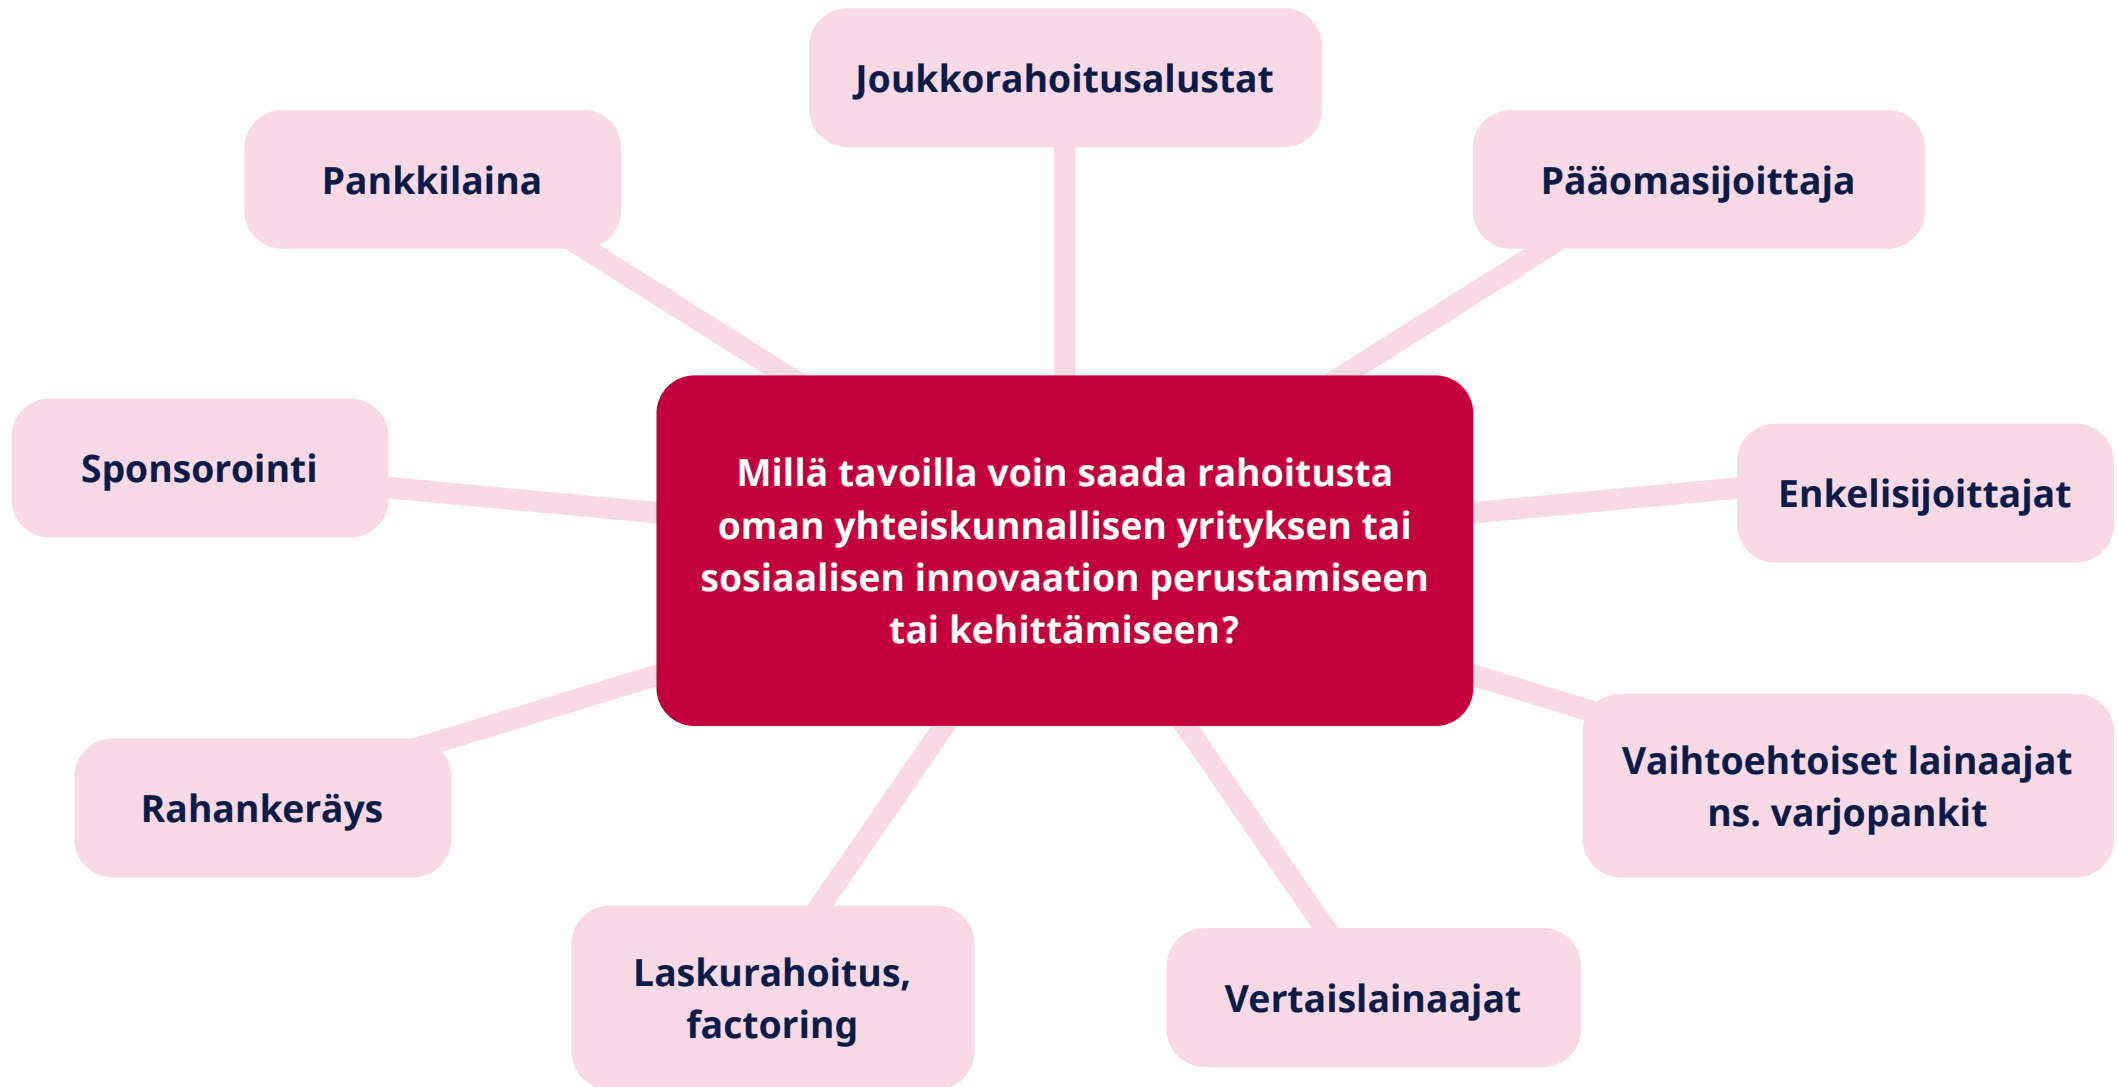 Joukkorahoitusalustat
Pankkilaina
Pääomasijoittaja
Sponsorointi
Millä tavoilla voin saada rahoitusta
oman yhteiskunnallisen yrityksen tai
sosiaalisen innovaation perustamiseen
tai kehittämiseen?
Enkelisijoittajat
Rahankeräys
Vaihtoehtoiset lainaajat
ns. varjopankit
Laskurahoitus,
factoring
Vertaislainaajat